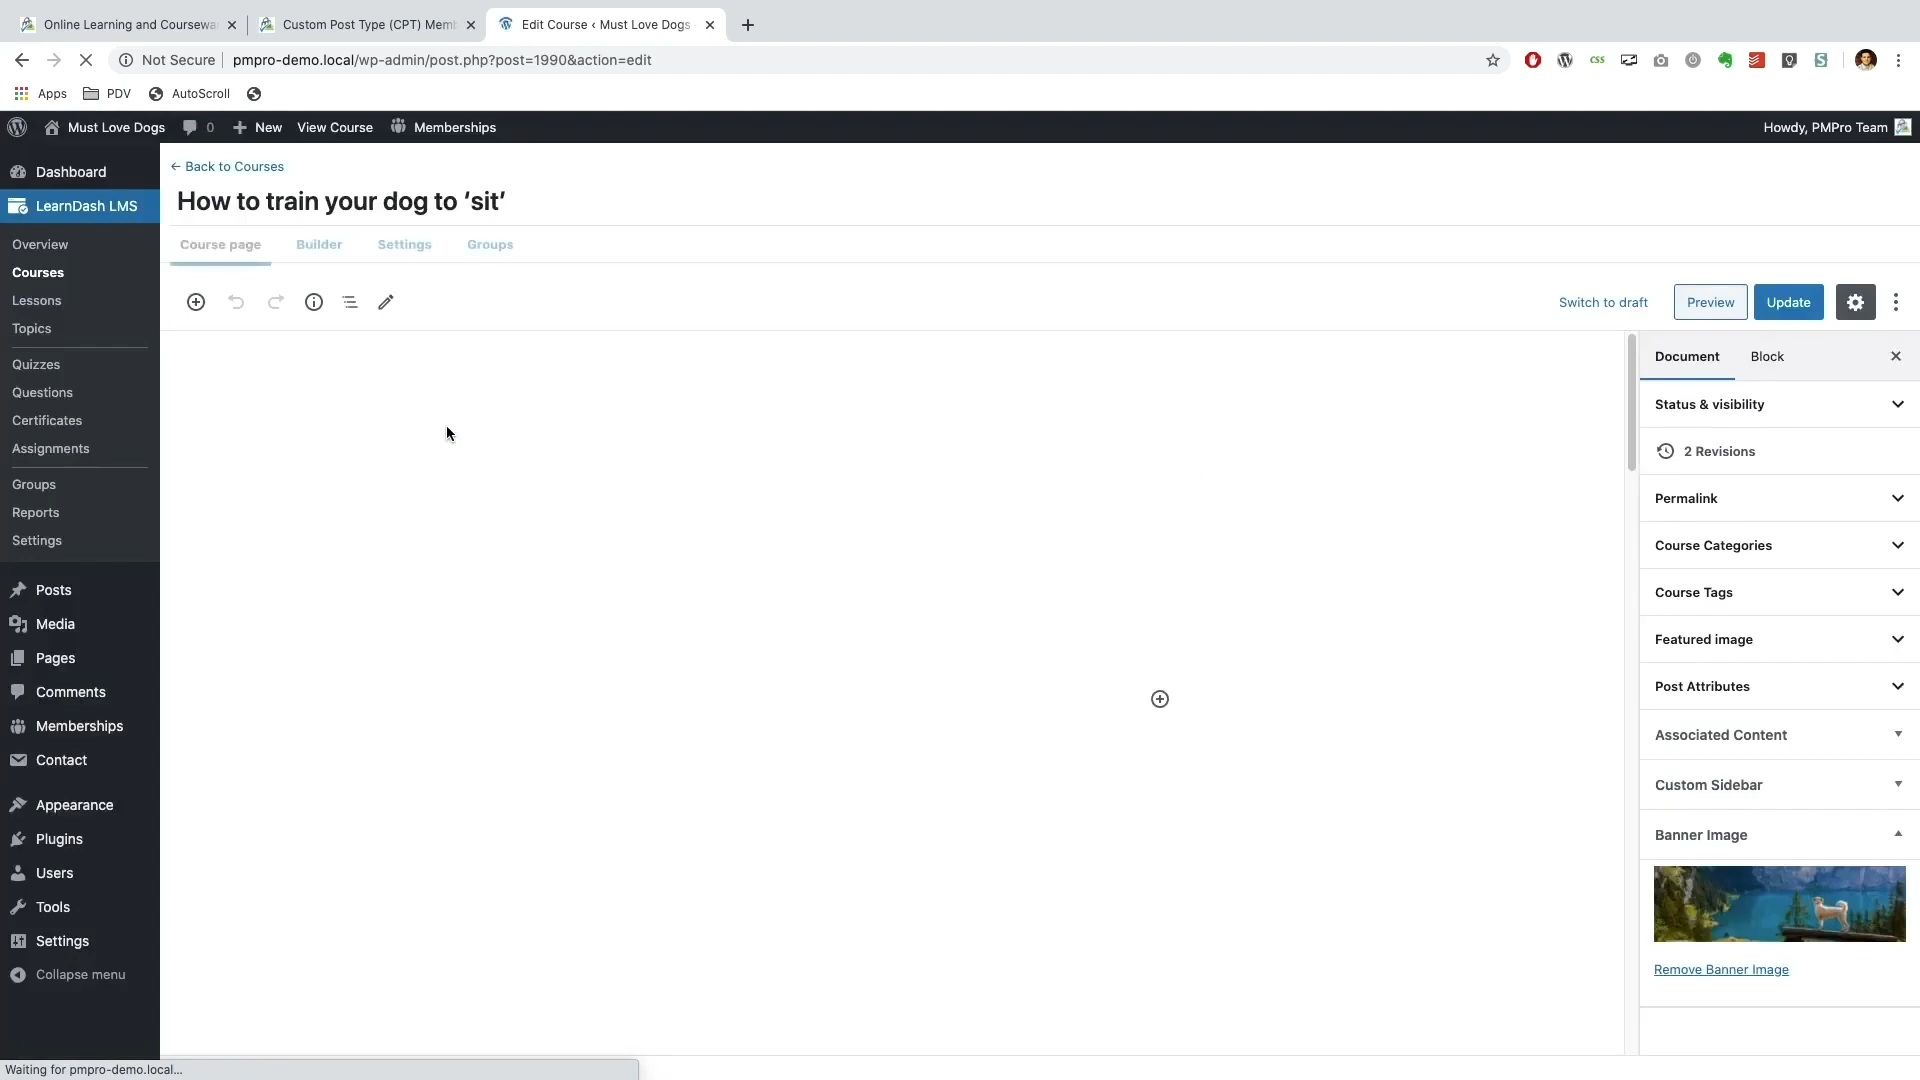 Online Learning and Coursewa
Custom Post Type (CPT) Memb
Edit Course ‹ Must Love Dogs
Not Secure
pmpro-demo.local/wp-admin/post.php?post=1990&action=edit
css
Apps
PDV
AutoScroll
Must Love Dogs
0
New
View Course
Memberships
Howdy, PMPro Team
Dashboard
LearnDash LMS
Overview
Courses
Lessons
Topics
Quizzes
Questions
Certificates
Assignments
Groups
Reports
Settings
Posts
Media
Pages
Comments
Memberships
Contact
Appearance
Plugins
Users
Tools
Settings
Collapse menu
← Back to Courses
How to train your dog to ‘sit’
Course page
Builder
Settings
Groups
Switch to draft
Preview
Update
Document
Block
Status & visibility
2 Revisions
Permalink
Course Categories
Course Tags
Featured image
Post Attributes
Associated Content
Custom Sidebar
Banner Image
Remove Banner Image
Waiting for pmpro-demo.local...